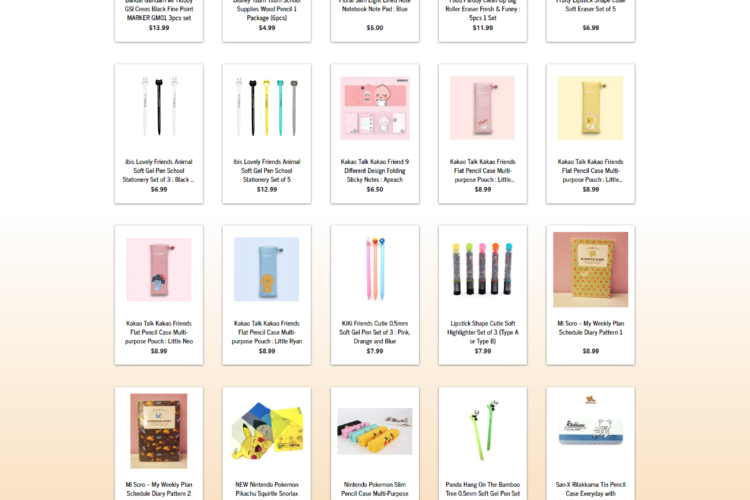 Bandai Gundam Air Hobby
GSI Creos Black Fine Point
MARKER GM01 3pcs set
$13.99
Disney Tsum Tsum School
Supplies Wood Pencil 1
Package (6pcs)
$4.99
Floral Slim Light Lined Note
Notebook Note Pad : Blue
$5.00
Food Parody Clean Up Big
Roller Eraser Fresh & Funny :
5pcs 1 Set
$11.99
Fruity Lipstick Shape Cutie
Soft Eraser Set of 5
$6.99
ibis Lovely Friends Animal
Soft Gel Pen School
Stationery Set of 3 : Black ..
$6.99
ibis Lovely Friends Animal
Soft Gel Pen School
Stationery Set of 5
$12.99
Kakao Talk Kakao Friend 9
Different Design Folding
Sticky Notes : Apeach
$6.50
Kakao Talk Kakao Friends
Flat Pencil Case Multi-
purpose Pouch : Little..
$8.99
Kakao Talk Kakao Friends
Flat Pencil Case Multi-
purpose Pouch : Little..
$8.99
Kakao Talk Kakao Friends
Flat Pencil Case Multi-
purpose Pouch : Little Neo
$8.99
Kakao Talk Kakao Friends
Flat Pencil Case Multi-
purpose Pouch : Little Ryan
$8.99
KiKi Friends Cutie 0.5mm
Soft Gel Pen Set of 3 : Pink,
Orange and Blue
$7.99
Lipstick Shape Cutie Soft
Highlighter Set of 3 (Type A
or Type B)
$7.99
Mi Soro – My Weekly Plan
Schedule Diary Pattern 1
$8.99
Mi Soro – My Weekly Plan
Schedule Diary Pattern 2
NEW Nintendo Pokemon
Pikachu Squirtle Snorlax
Nintendo Pokemon Slim
Pencil Case Multi-Purpose
Panda Hang On The Bamboo
Tree 0.5mm Soft Gel Pen Set
Rilakkuma
San-X Rilakkuma Tin Pencil
Case Everyday with